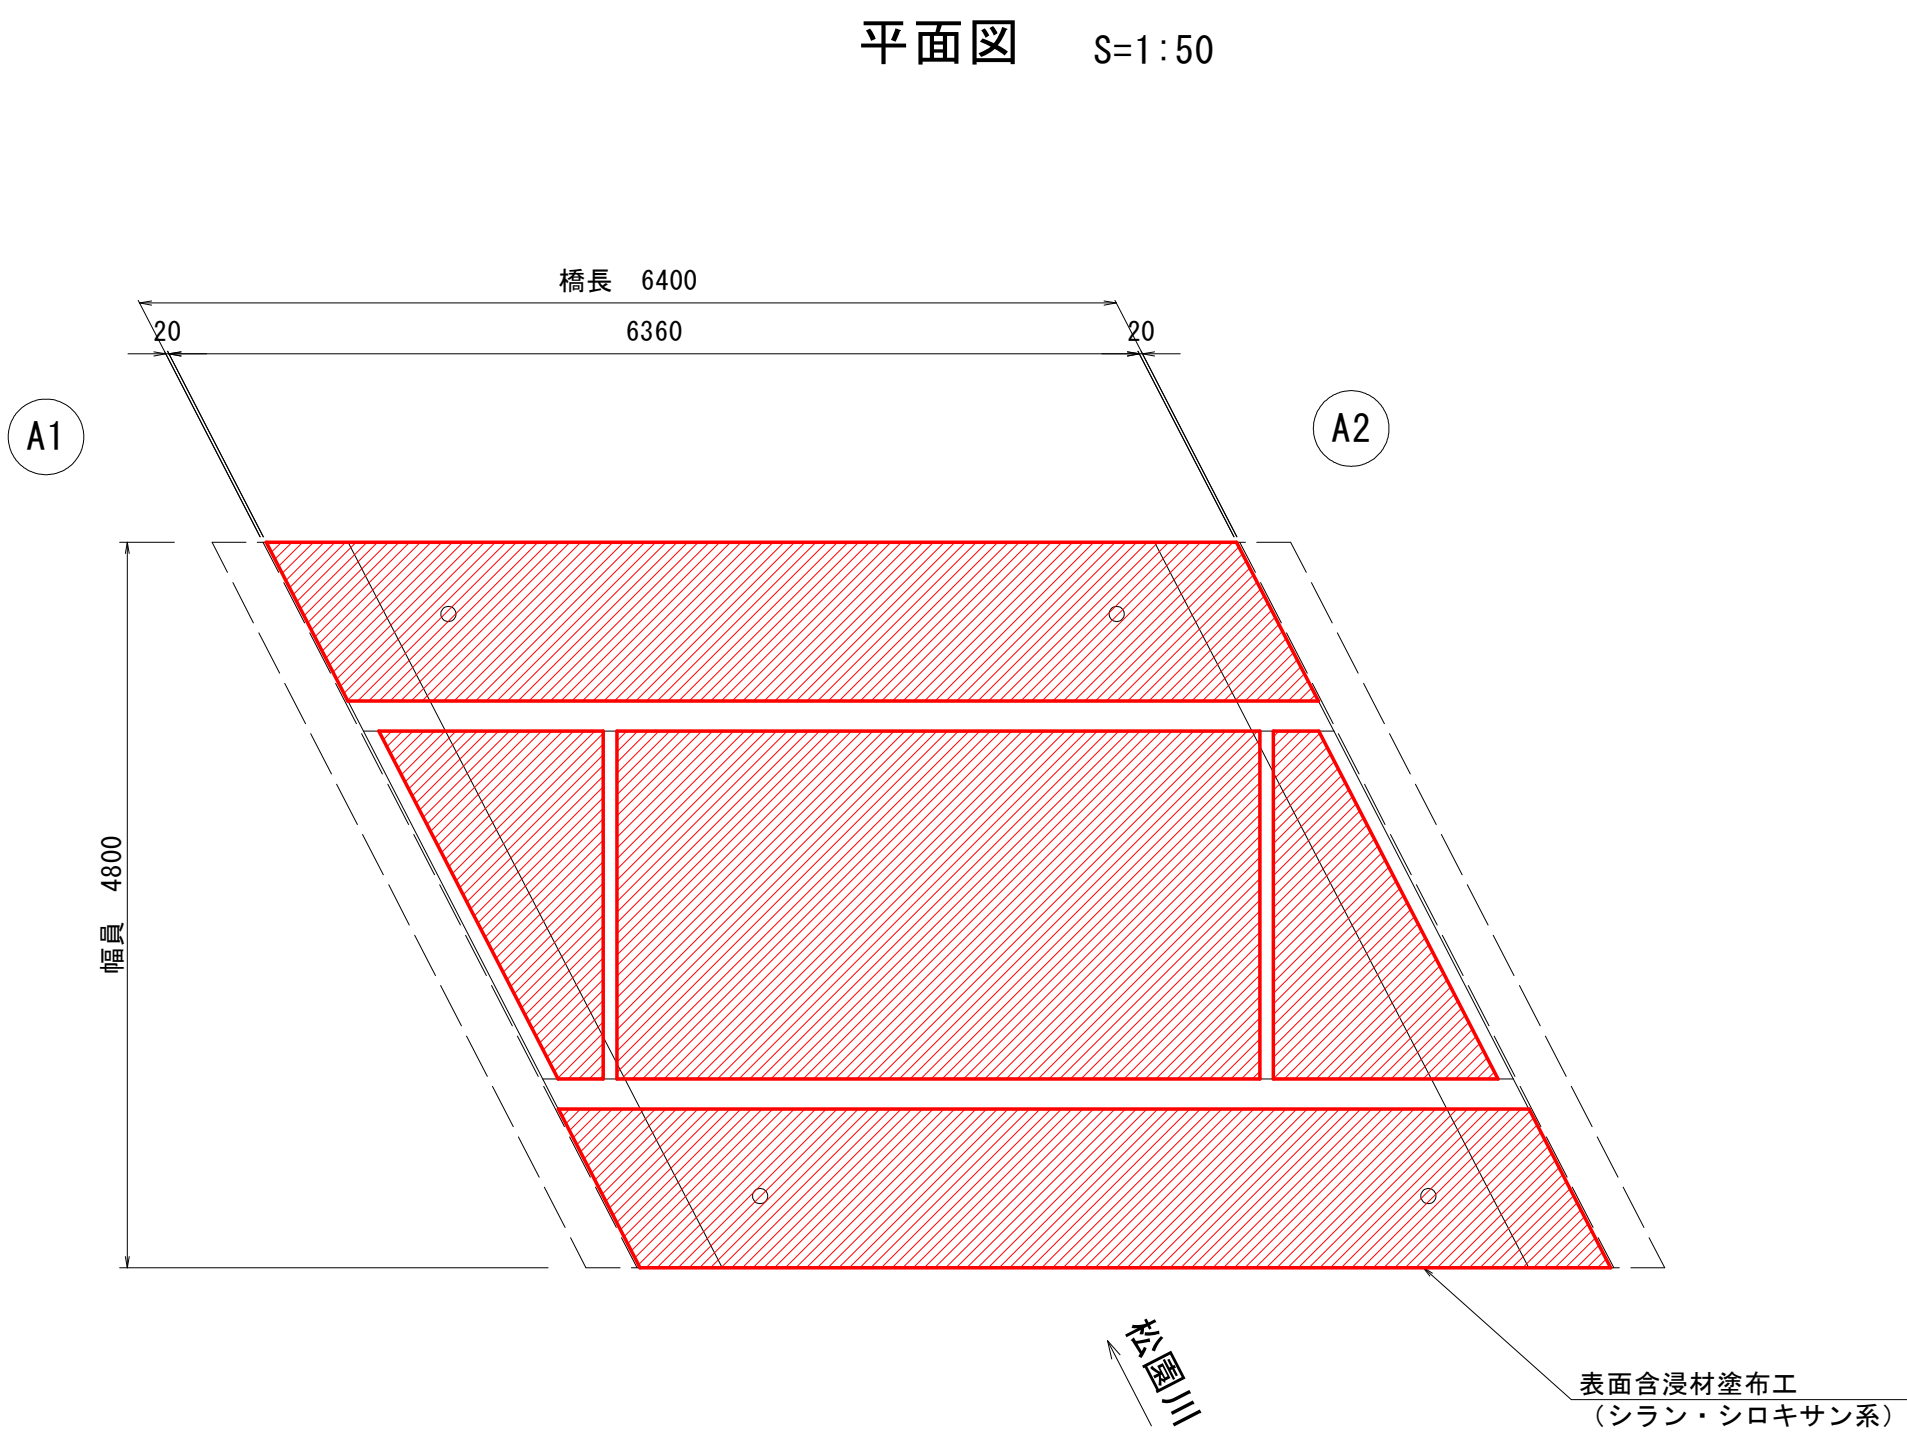 平面図 S=1:50
橋長 6400
20 6360 20
A1
A2
幅員 4800
松園川
表面含浸材塗布工
(シラン・シロキサン系)